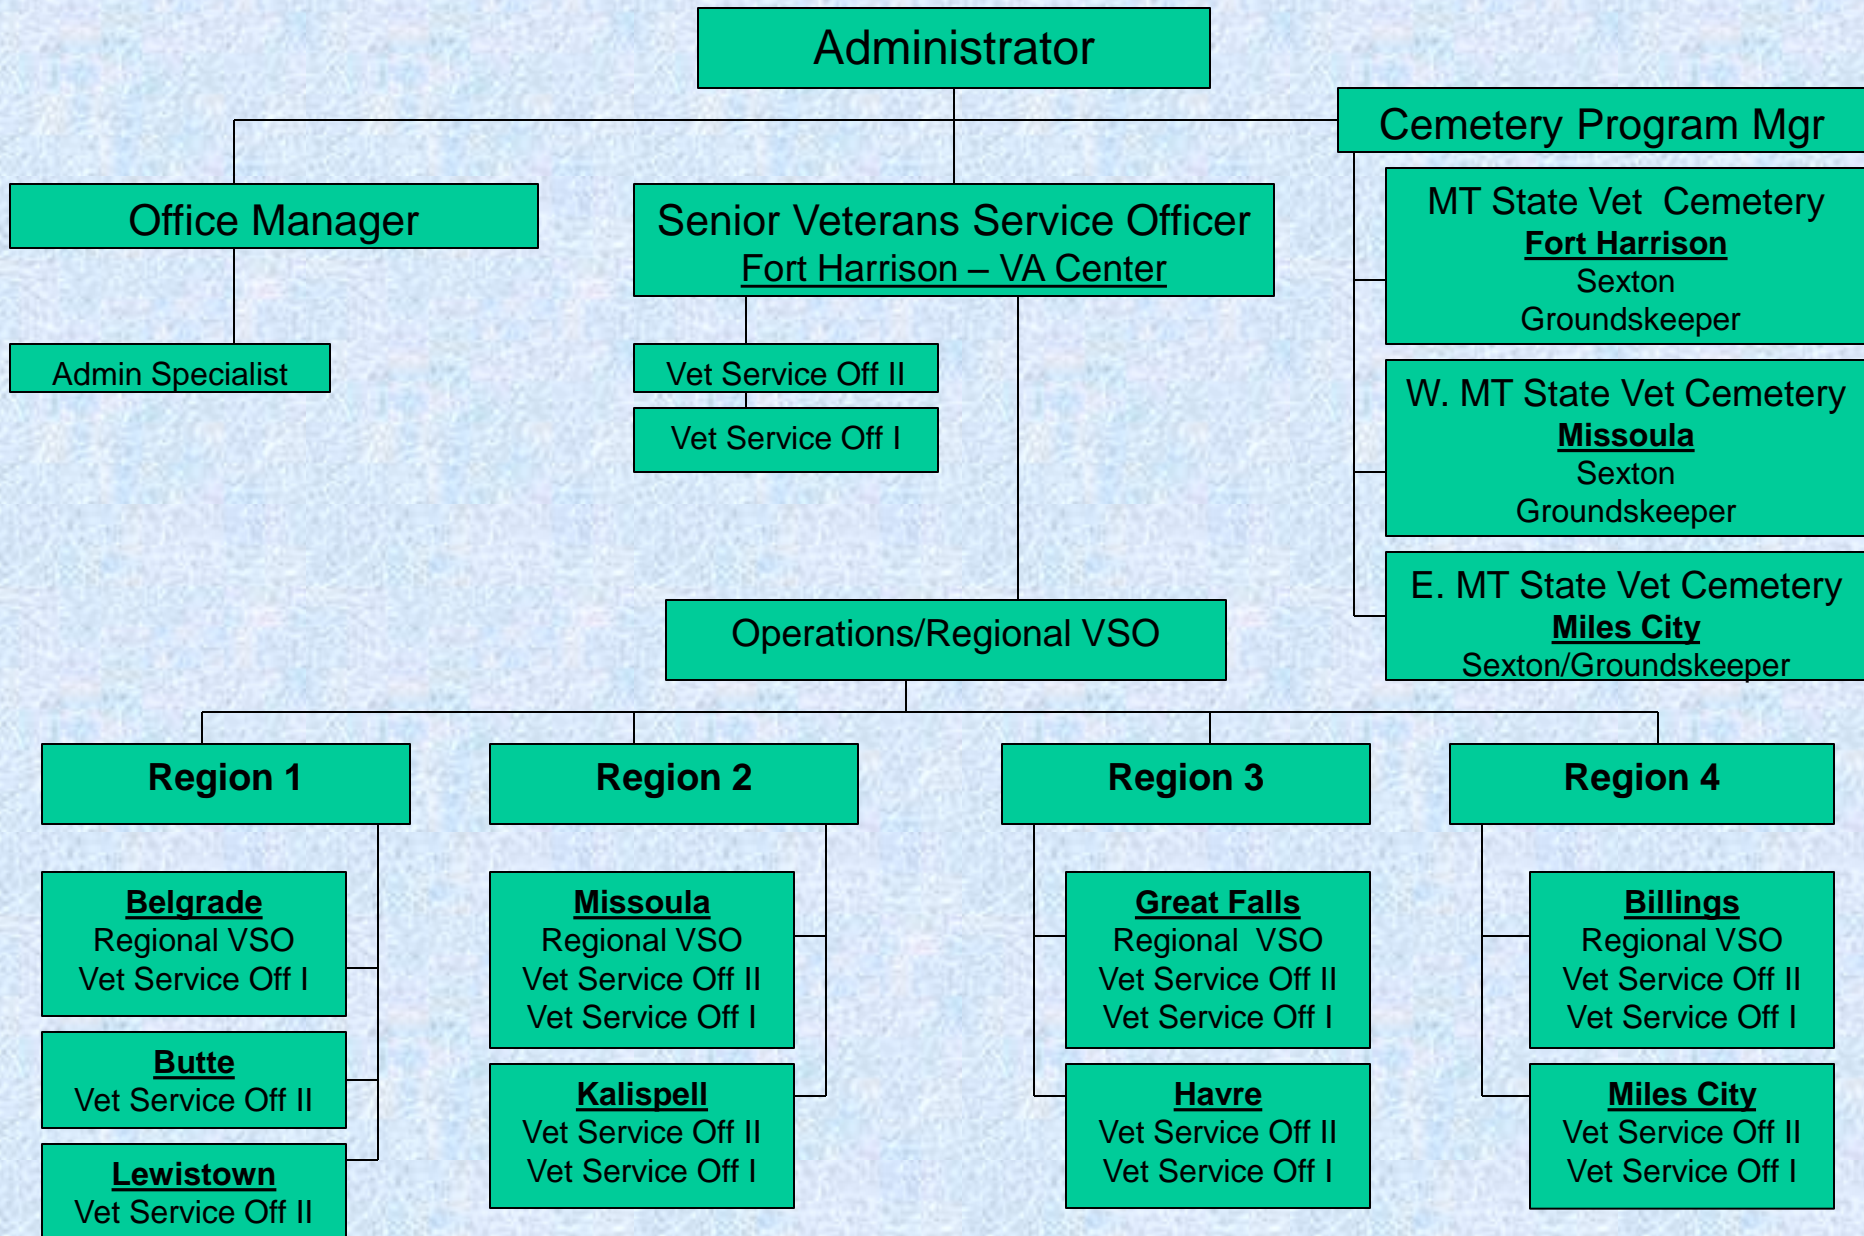 Administrator
Cemetery Program Mgr
Office Manager
Admin Specialist
Senior Veterans Service Officer
Fort Harrison – VA Center
Vet Service Off II
Vet Service Off I
MT State Vet Cemetery
Fort Harrison
Sexton
Groundskeeper
W. MT State Vet Cemetery
Missoula
Sexton
Groundskeeper
E. MT State Vet Cemetery
Miles City
Sexton/Groundskeeper
Operations/Regional VSO
Region 1
Belgrade
Regional VSO
Vet Service Off I
Butte
Vet Service Off II
Lewistown
Vet Service Off II
Region 2
Missoula
Regional VSO
Vet Service Off II
Vet Service Off I
Kalispell
Vet Service Off II
Vet Service Off I
Region 3
Great Falls
Regional VSO
Vet Service Off II
Vet Service Off I
Havre
Vet Service Off II
Vet Service Off I
Region 4
Billings
Regional VSO
Vet Service Off II
Vet Service Off I
Miles City
Vet Service Off II
Vet Service Off I